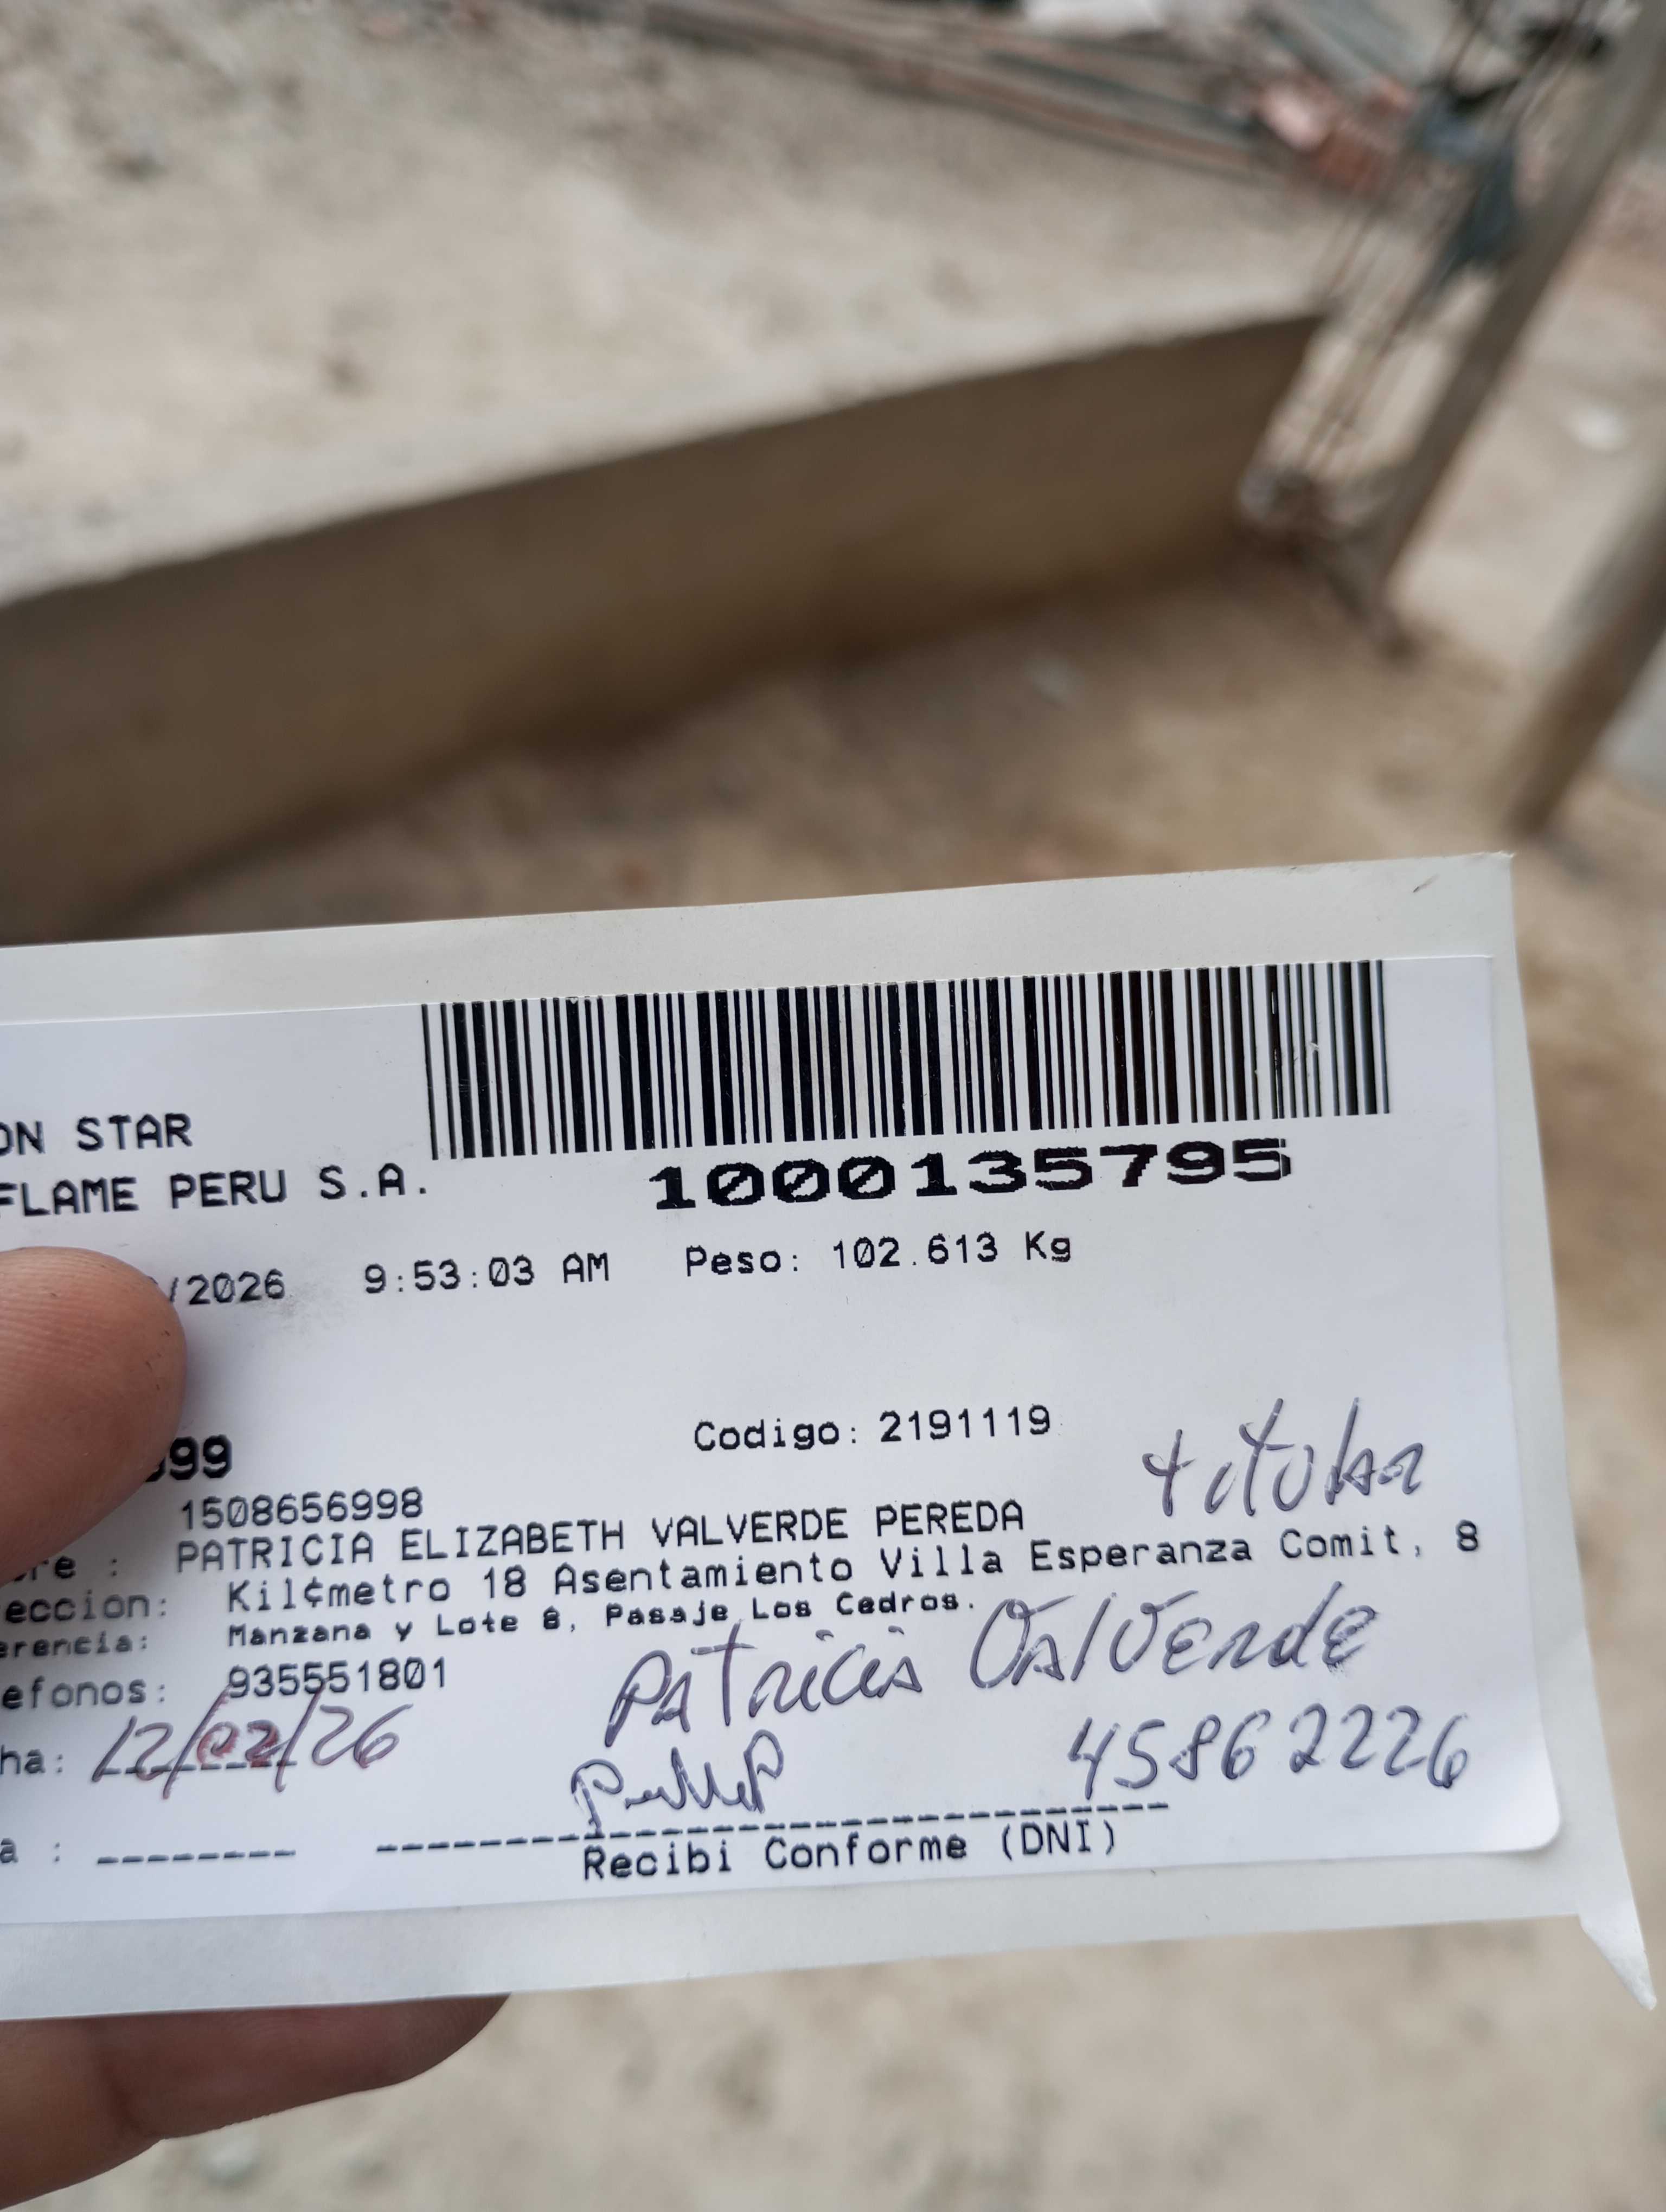 ON STAR
FLAME PERU S.A.
1000135795
/2026 9:53:03 AM Peso: 102.613 Kg
99 Codigo: 2191119
titular
1508656998
re : PATRICIA ELIZABETH VALVERDE PEREDA
eccion: Kil¢metro 18 Asentamiento Villa Esperanza Comit, 8
erencia: Manzana y Lote 8, Pasaje Los Cedros.
efonos: 935551801
Patricia Valverde
ha: 12/02/26
45862226
a : -------- Recibi Conforme (DNI)